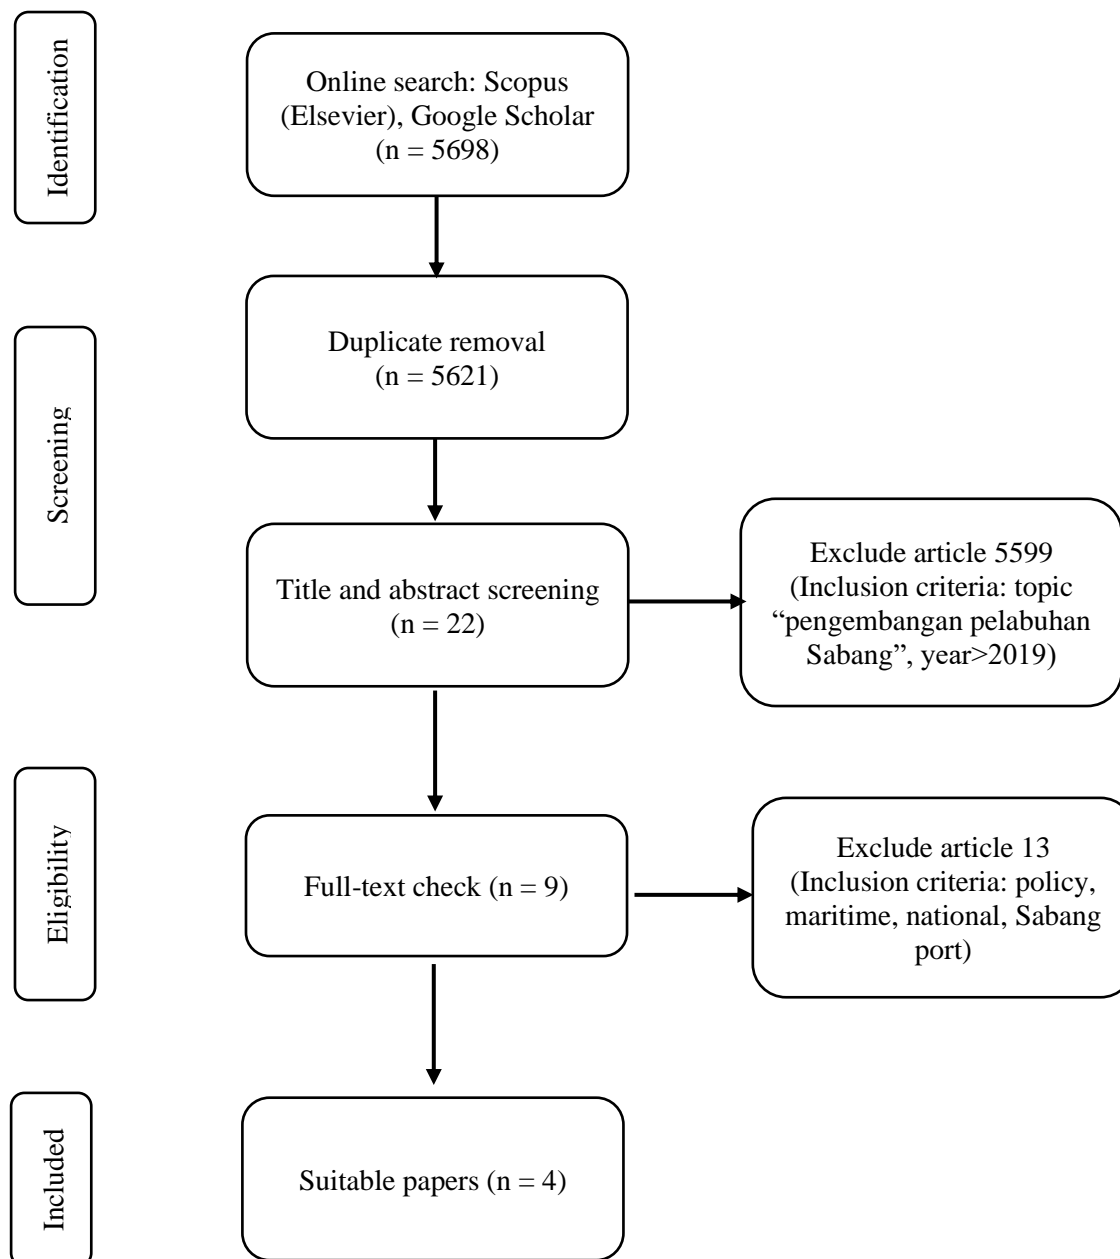 Identification
Online search: Scopus
(Elsevier), Google Scholar
(n = 5698)
Screening
Duplicate removal
(n = 5621)
Title and abstract screening
(n = 22)
Exclude article 5599
(Inclusion criteria: topic
“pengembangan pelabuhan
Sabang”, year>2019)
Eligibility
Full-text check (n = 9)
Exclude article 13
(Inclusion criteria: policy,
maritime, national, Sabang
port)
Included
Suitable papers (n = 4)